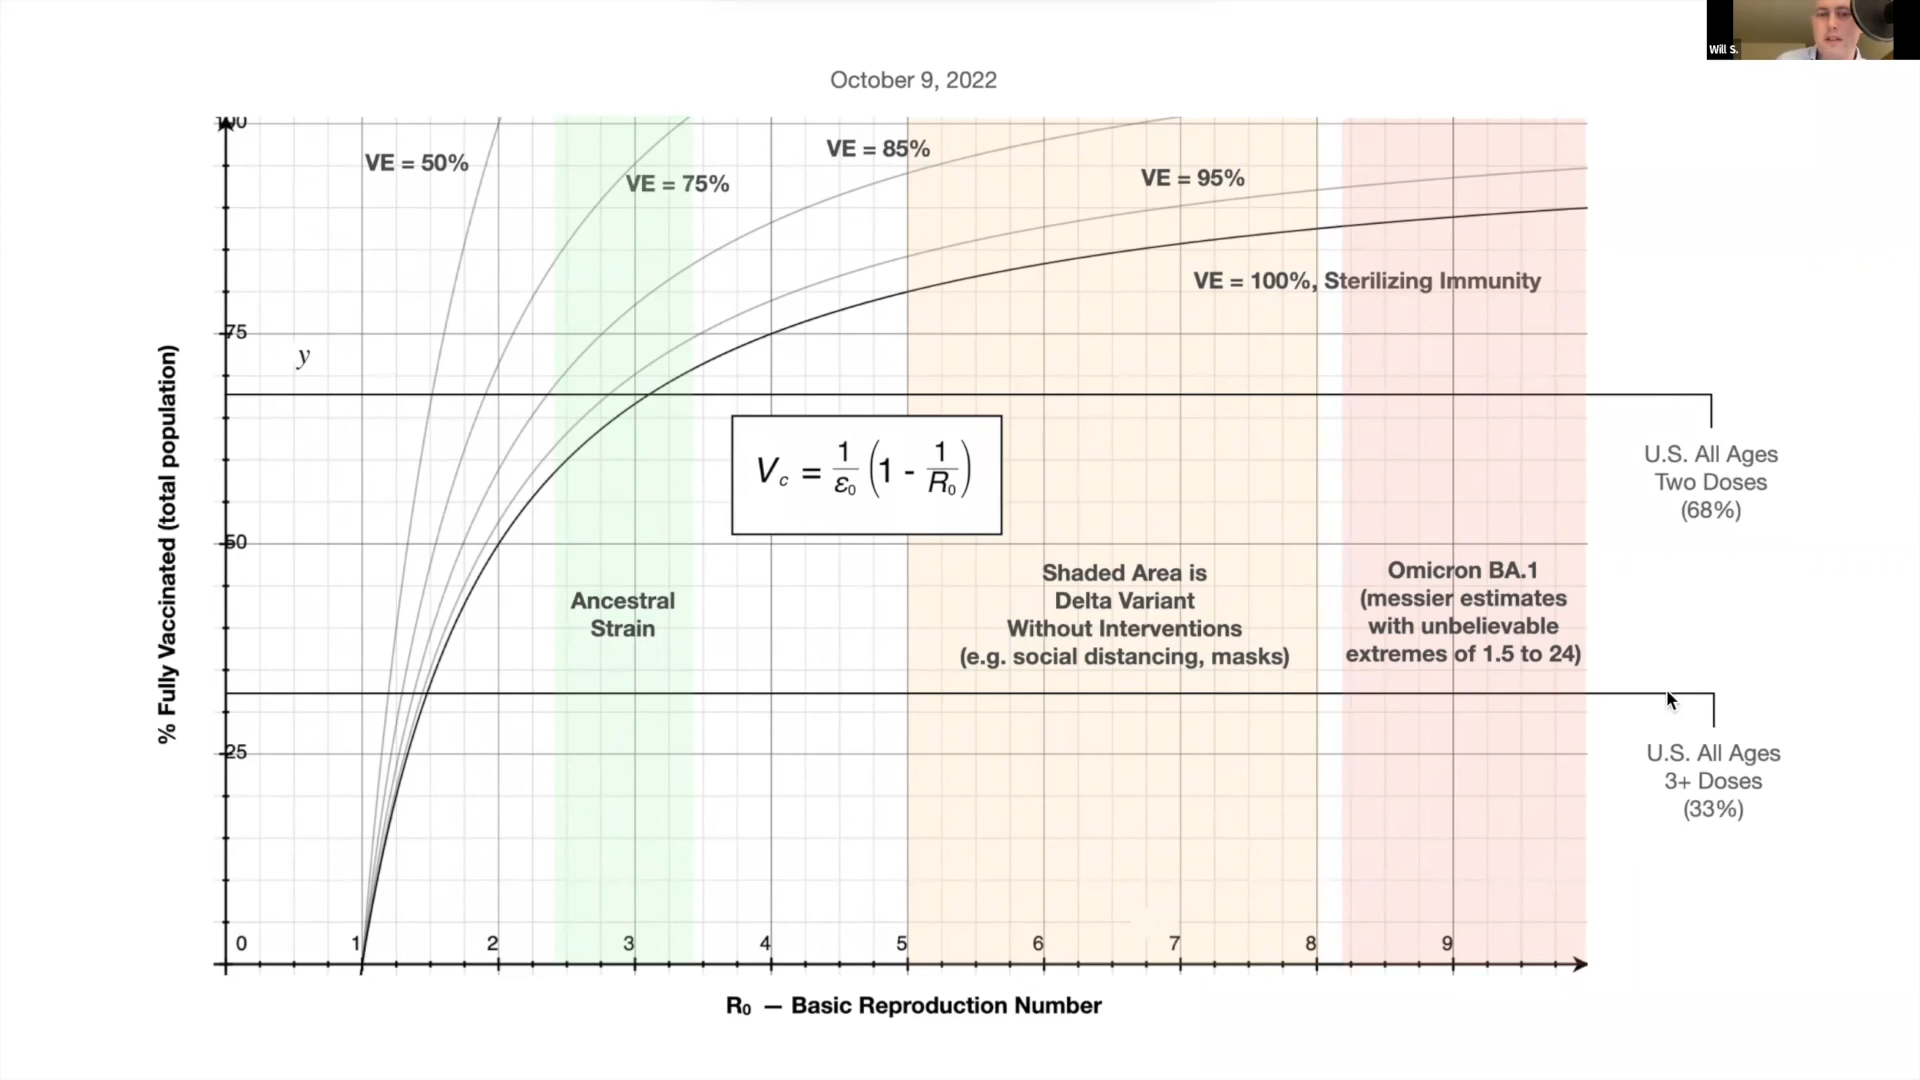 Will S.
October 9, 2022
100
VE = 50%
VE = 75%
VE = 85%
VE = 95%
VE = 100%, Sterilizing Immunity
75
y
% Fully Vaccinated (total population)
V_c = 1/ε₀ (1 - 1/R₀)
U.S. All Ages
Two Doses
(68%)
50
Ancestral
Strain
Shaded Area is
Delta Variant
Without Interventions
(e.g. social distancing, masks)
Omicron BA.1
(messier estimates
with unbelievable
extremes of 1.5 to 24)
25
U.S. All Ages
3+ Doses
(33%)
0 1 2 3 4 5 6 7 8 9
R₀ — Basic Reproduction Number